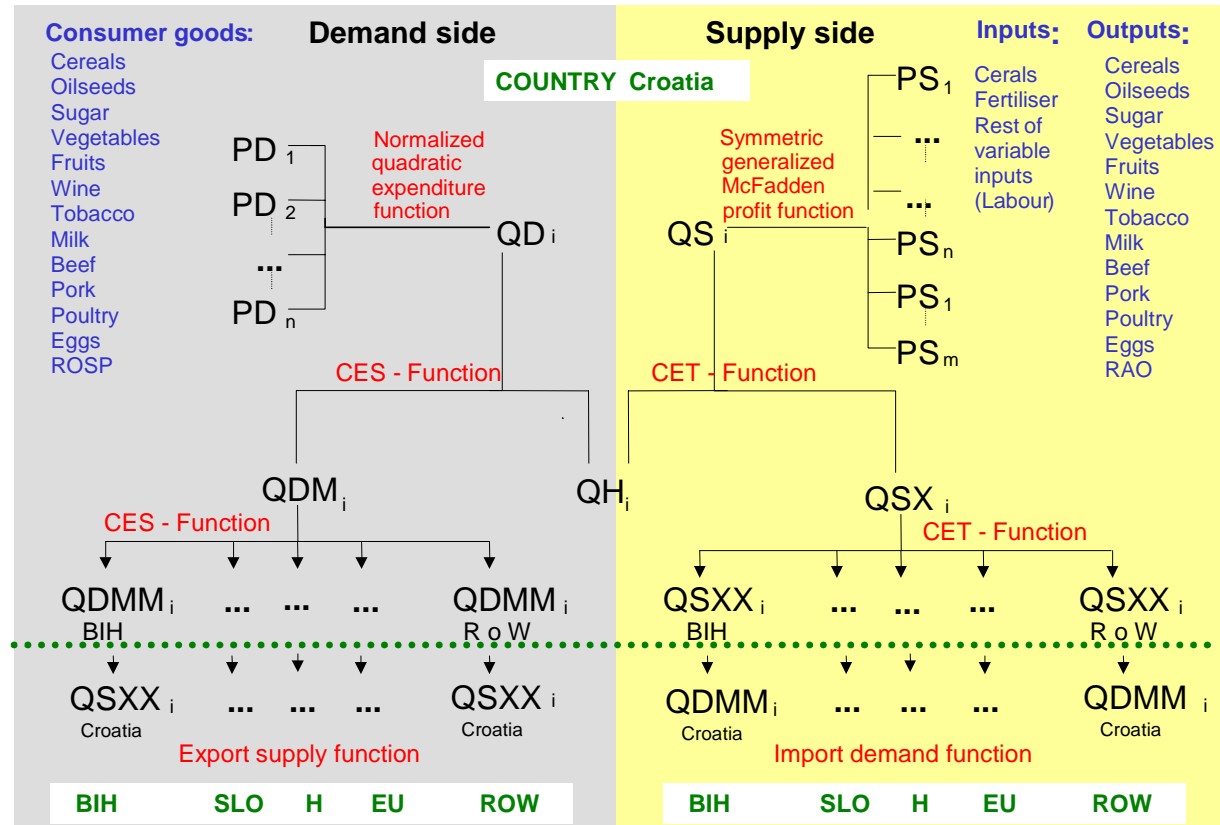 Consumer goods:
Demand side
Supply side
Inputs:
Outputs:
COUNTRY Croatia
Cereals
Oilseeds
Sugar
Vegetables
Fruits
Wine
Tobacco
Milk
Beef
Pork
Poultry
Eggs
ROSP
PD 1
PD 2
...
PD n
Normalized
quadratic
expenditure
function
QD i
Symmetric
generalized
McFadden
profit function
QS i
PS 1
...
...
PS n
PS 1
PS m
Cerals
Fertiliser
Rest of
variable
inputs
(Labour)
Cereals
Oilseeds
Sugar
Vegetables
Fruits
Wine
Tobacco
Milk
Beef
Pork
Poultry
Eggs
RAO
CES - Function
CET - Function
QDM i
QH i
QSX i
CES - Function
CET - Function
QDMM i ... ... ... QDMM i
BIH R o W
QSXX i ... ... ... QSXX i
BIH R o W
QSXX i ... ... ... QSXX i
Croatia Croatia
QDMM i ... ... ... QDMM i
Croatia Croatia
Export supply function
Import demand function
BIH SLO H EU ROW
BIH SLO H EU ROW